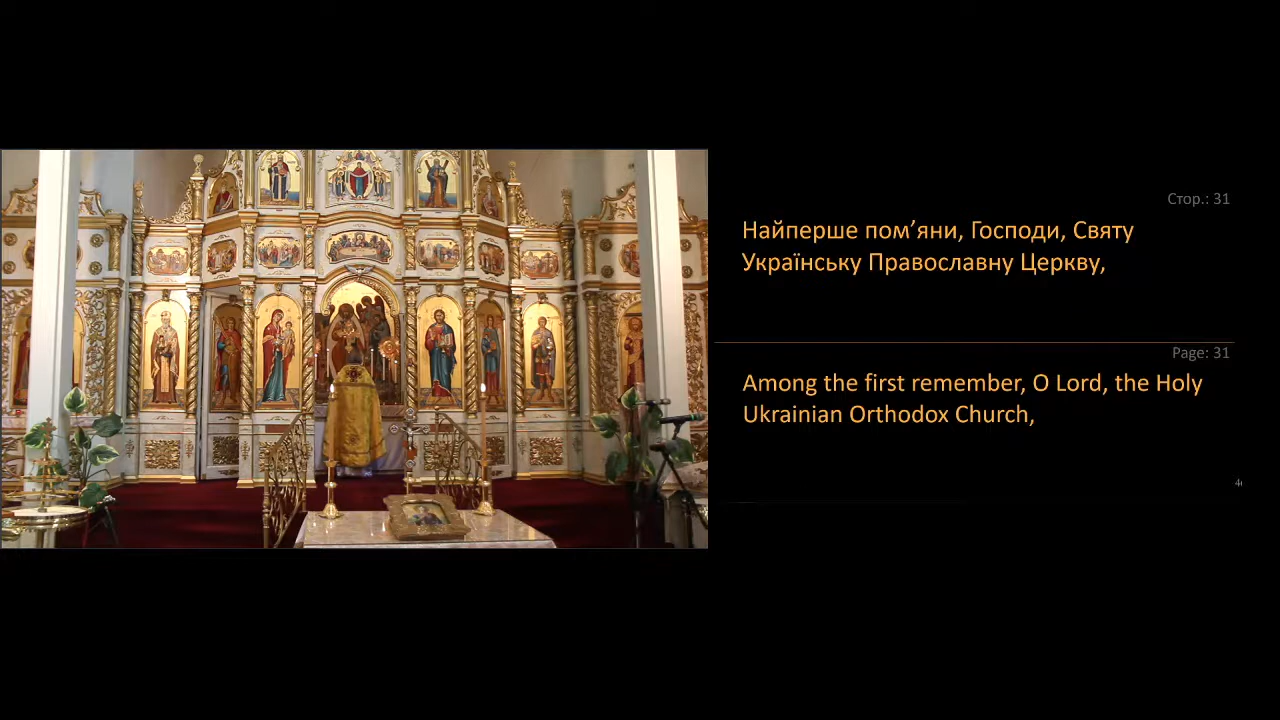 Стор.: 31
Найперше пом’яни, Господи, Святу
Українську Православну Церкву,
Page: 31
Among the first remember, O Lord, the Holy
Ukrainian Orthodox Church,